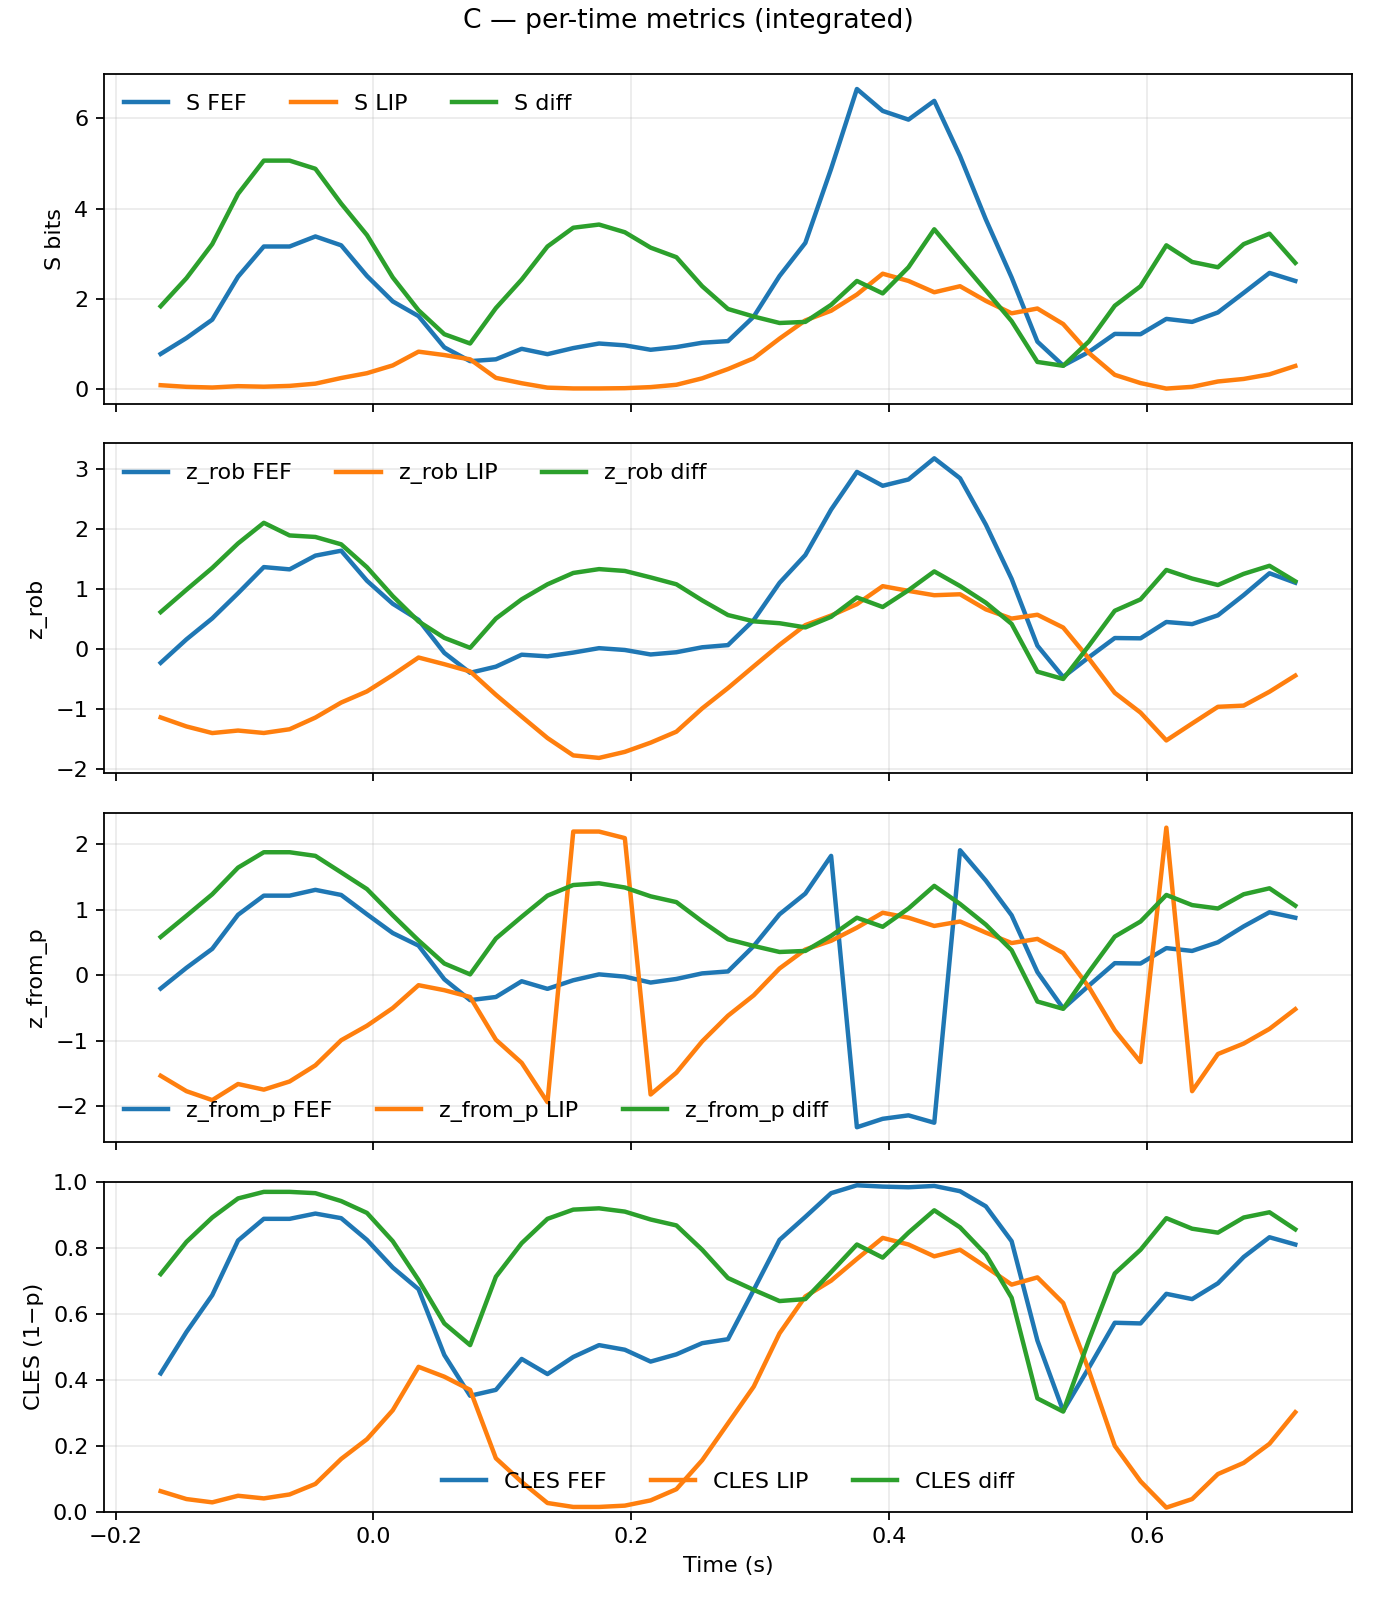 C — per-time metrics (integrated)
S FEF S LIP S diff
6
4
2
0
S bits
z_rob FEF z_rob LIP z_rob diff
3
2
1
0
−1
−2
z_rob
2
1
0
−1
−2
z_from_p
z_from_p FEF z_from_p LIP z_from_p diff
1.0
0.8
0.6
0.4
0.2
0.0
CLES (1−p)
CLES FEF CLES LIP CLES diff
−0.2 0.0 0.2 0.4 0.6
Time (s)